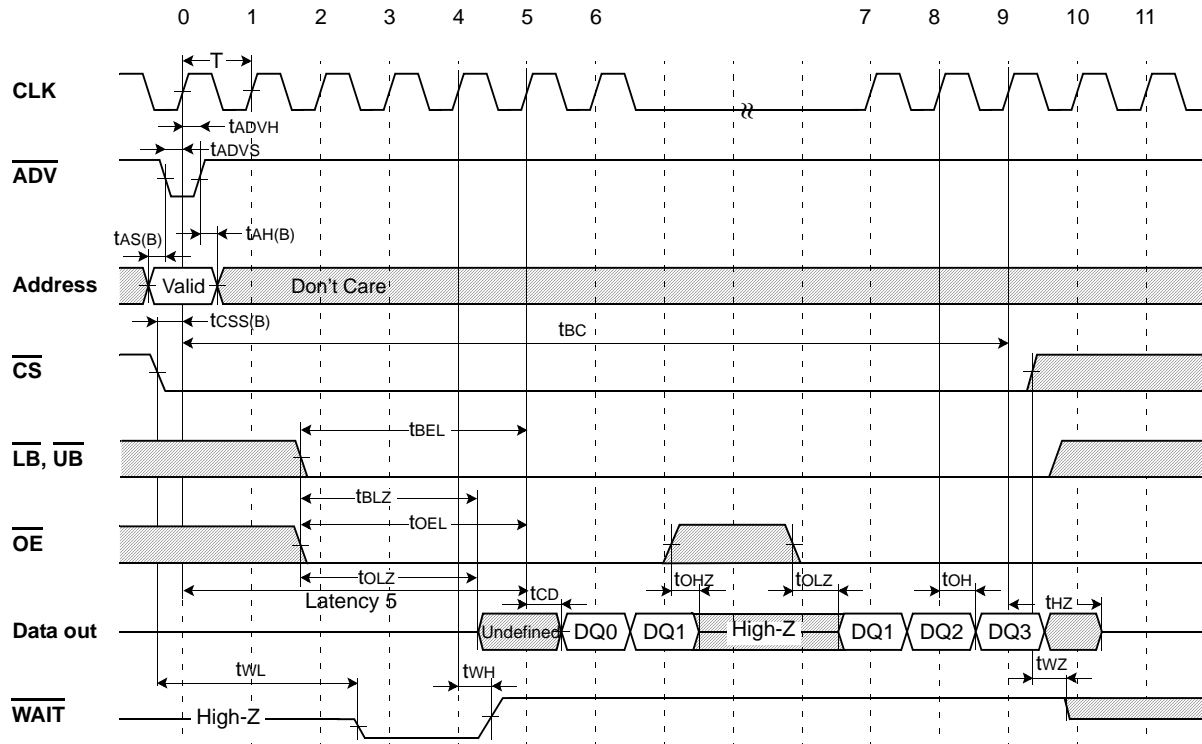 0 1 2 3 4 5 6 7 8 9 10 11
T
CLK
tADVH
tADVS
ADV
tAS(B)
tAH(B)
Address
Valid
Don't Care
tCSS(B)
tBC
CS
tBEL
LB, UB
tBLZ
tOEL
OE
tOLZ
tOHZ
tOLZ
tOH
Latency 5
tCD
tHZ
Data out
Undefined
DQ0
DQ1
High-Z
DQ1
DQ2
DQ3
tWL
tWH
tWZ
WAIT
High-Z